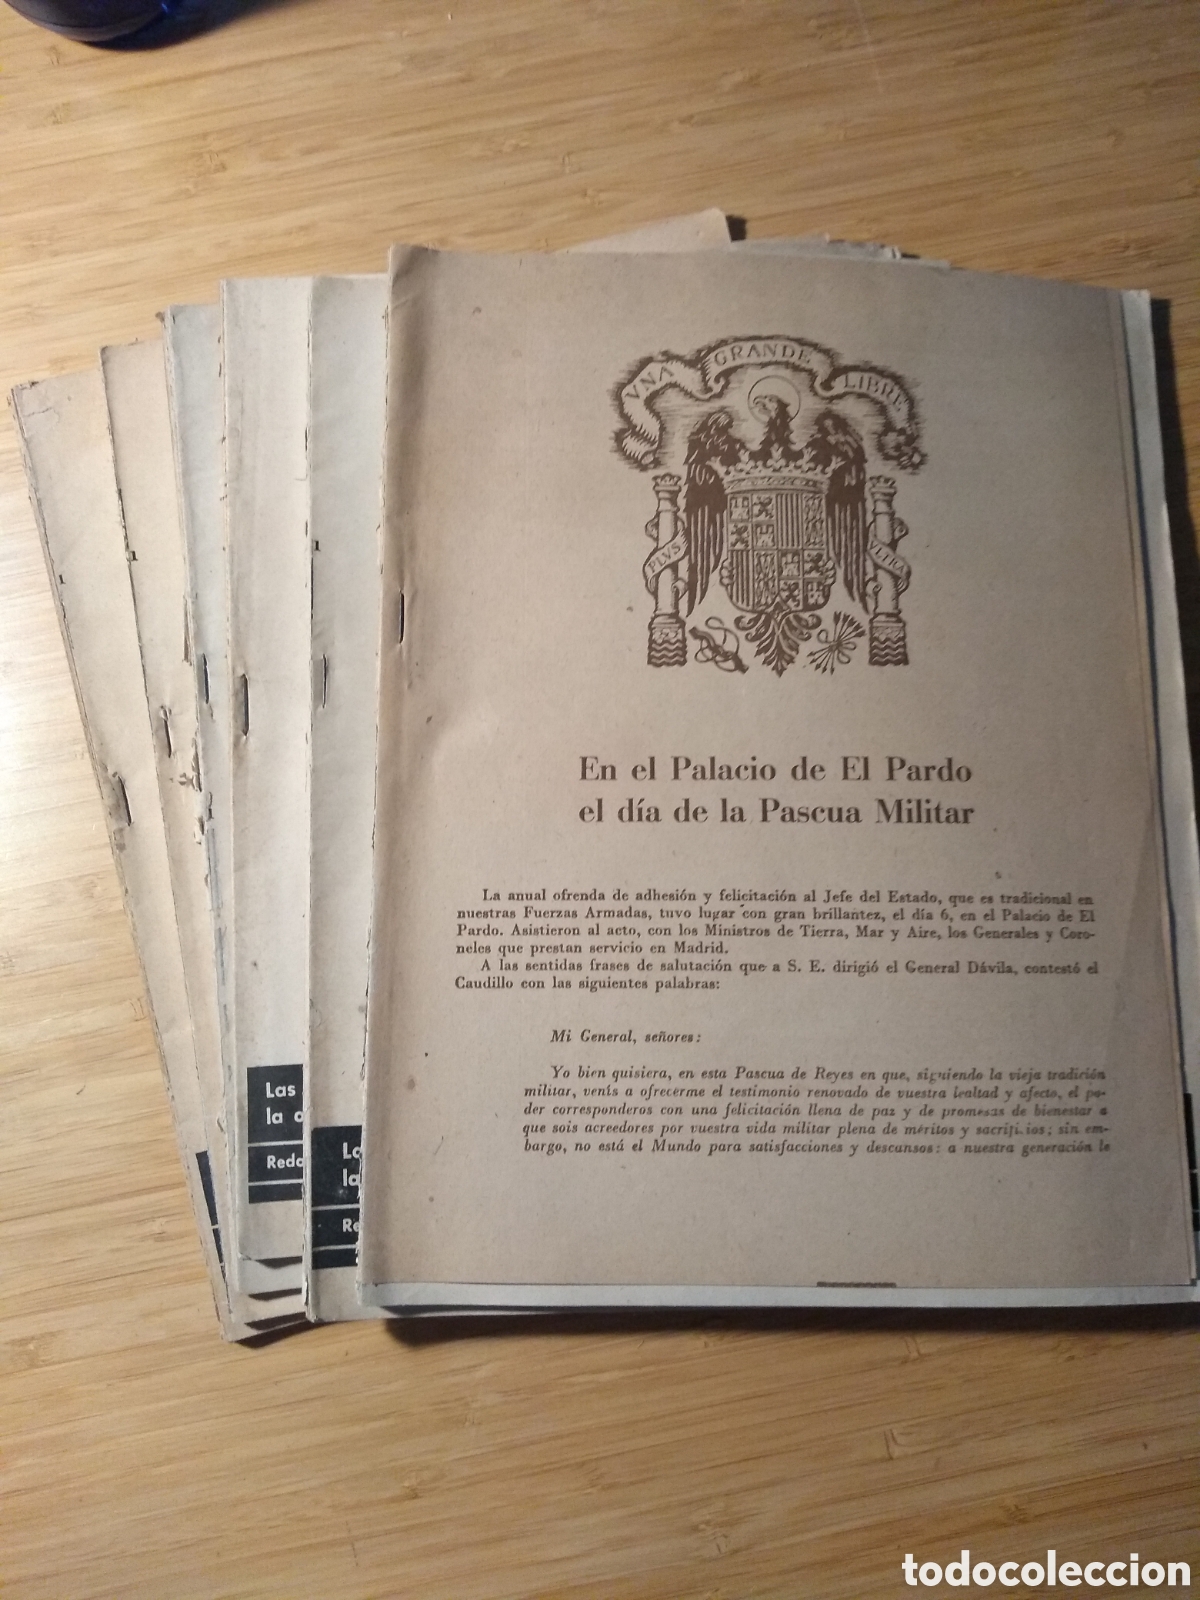 VNA GRANDE LIBRE
PLVS VLTRA
En el Palacio de El Pardo
el día de la Pascua Militar
La anual ofrenda de adhesión y felicitación al Jefe del Estado, que es tradicional en
nuestras Fuerzas Armadas, tuvo lugar con gran brillantez, el día 6, en el Palacio de El
Pardo. Asistieron al acto, con los Ministros de Tierra, Mar y Aire, los Generales y Coro-
neles que prestan servicio en Madrid.
A las sentidas frases de salutación que a S. E. dirigió el General Dávila, contestó el
Caudillo con las siguientes palabras:
Mi General, señores:
Yo bien quisiera, en esta Pascua de Reyes en que, siguiendo la vieja tradición
militar, venís a ofrecerme el testimonio renovado de vuestra lealtad y afecto, el po-
der corresponderos con una felicitación llena de paz y de promesas de bienestar a
que sois acreedores por vuestra vida militar plena de méritos y sacrificios; sin em-
bargo, no está el Mundo para satisfacciones y descansos: a nuestra generación le
Las
la o
Reda
La
la
Re
todocoleccion